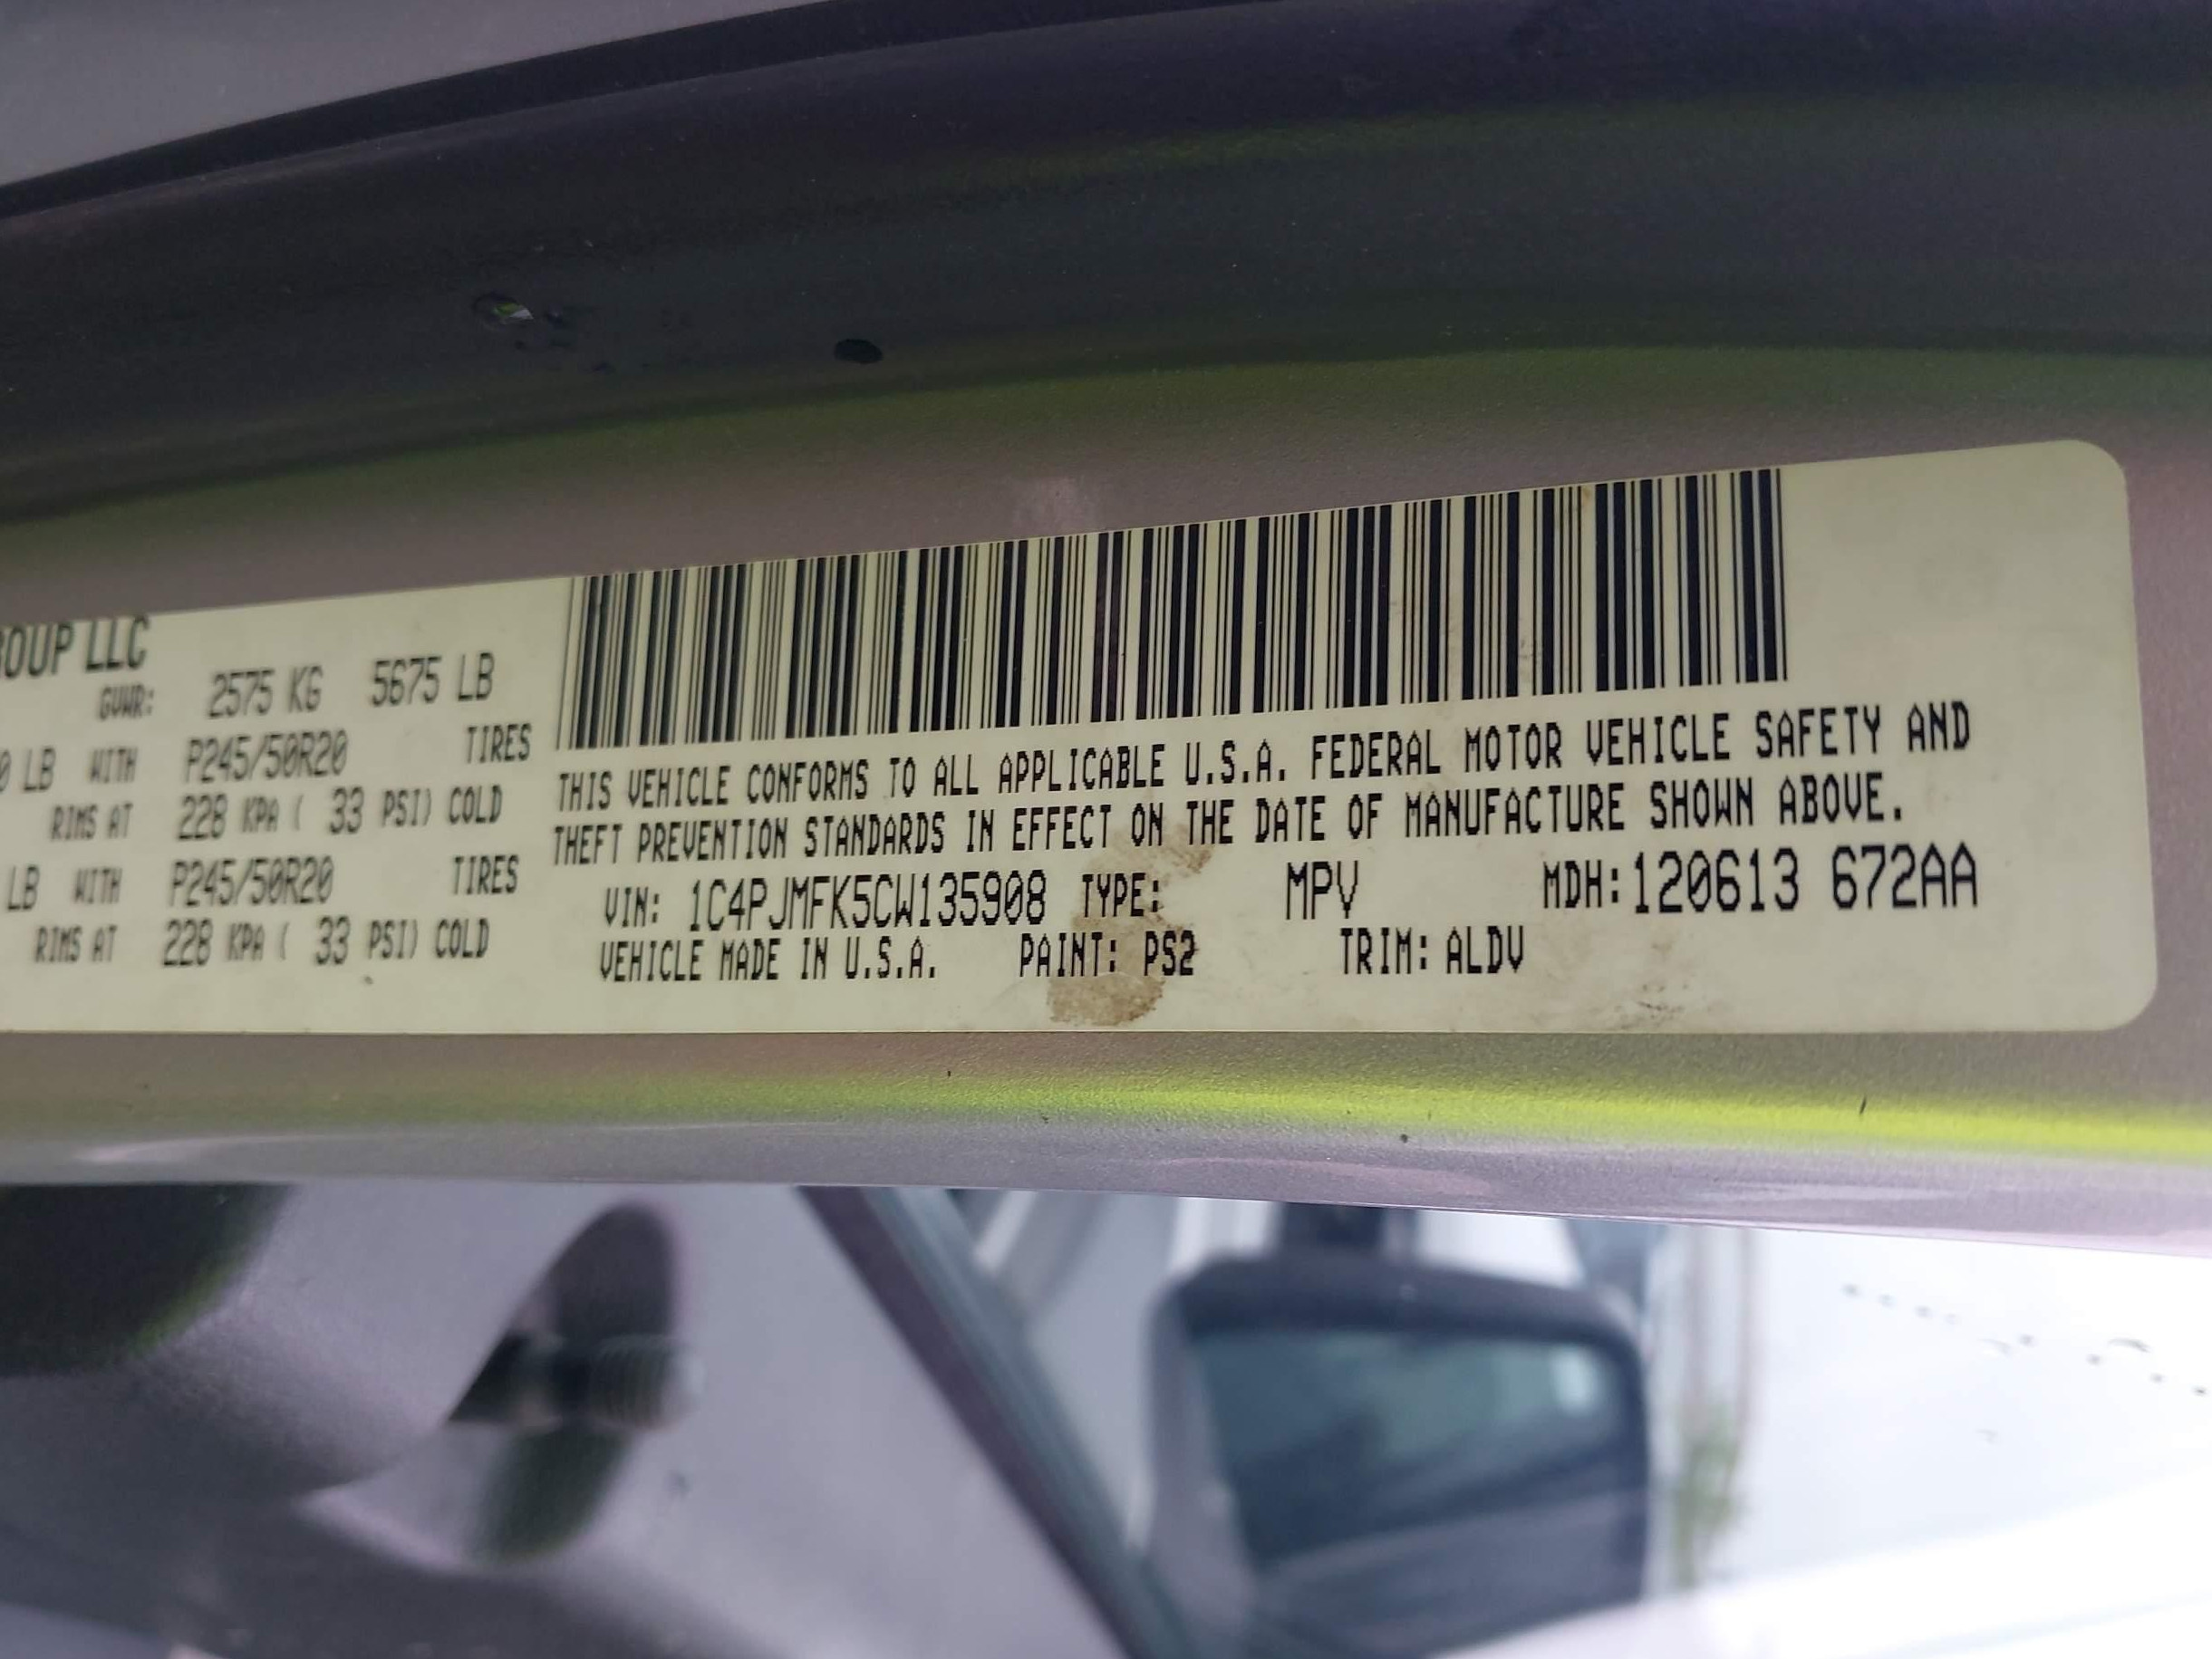 ROUP LLC
GVWR: 2575 KG 5675 LB
0 LB WITH P245/50R20 TIRES
RIMS AT 228 KPA ( 33 PSI) COLD
LB WITH P245/50R20 TIRES
RIMS AT 228 KPA ( 33 PSI) COLD
THIS VEHICLE CONFORMS TO ALL APPLICABLE U.S.A. FEDERAL MOTOR VEHICLE SAFETY AND
THEFT PREVENTION STANDARDS IN EFFECT ON THE DATE OF MANUFACTURE SHOWN ABOVE.
VIN: 1C4PJMFK5CW135908 TYPE: MPV MDH:120613 672AA
VEHICLE MADE IN U.S.A. PAINT: PS2 TRIM: ALDV